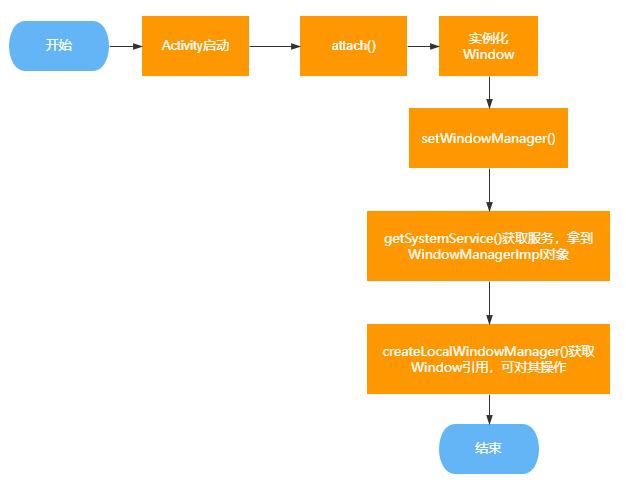 开始
Activity启动
attach()
实例化
Window
setWindowManager()
getSystemService()获取服务，拿到
WindowManagerImpl对象
createLocalWindowManager()获取
Window引用，可对其操作
结束